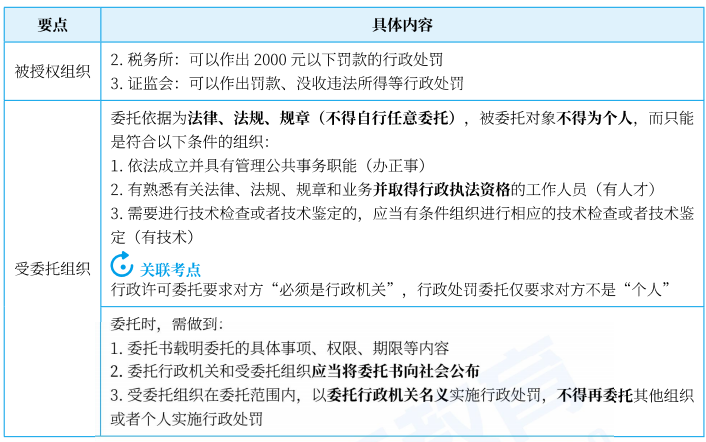 要点 具体内容
被授权组织
2. 税务所：可以作出 2000 元以下罚款的行政处罚
3. 证监会：可以作出罚款、没收违法所得等行政处罚
受委托组织
委托依据为法律、法规、规章（不得自行任意委托），被委托对象不得为个人，而只能
是符合以下条件的组织：
1. 依法成立并具有管理公共事务职能（办正事）
2. 有熟悉有关法律、法规、规章和业务并取得行政执法资格的工作人员（有人才）
3. 需要进行技术检查或者技术鉴定的，应当有条件组织进行相应的技术检查或者技术鉴
定（有技术）
关联考点
行政许可委托要求对方“必须是行政机关”，行政处罚委托仅要求对方不是“个人”
委托时，需做到：
1. 委托书载明委托的具体事项、权限、期限等内容
2. 委托行政机关和受委托组织应当将委托书向社会公布
3. 受委托组织在委托范围内，以委托行政机关名义实施行政处罚，不得再委托其他组织
或者个人实施行政处罚